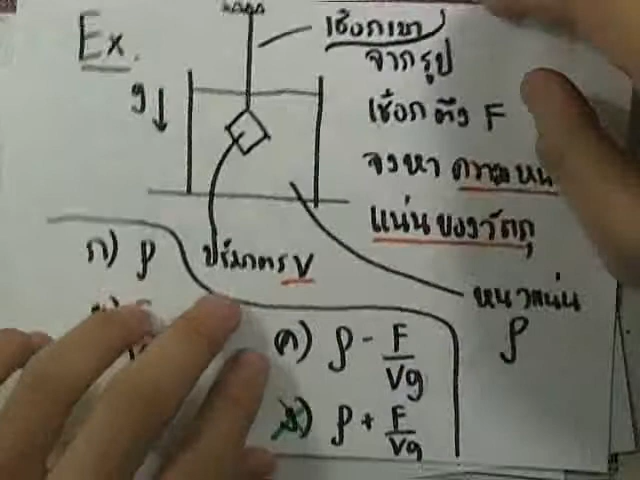 Ex.
เชือกเบา
จากรูป
g
เชือกตึง F
จงหา ความหน
แน่นของวัตถุ
ก) ρ
ปริมาตร V
หนาแน่น
ρ
ค) ρ - F/Vg
ง) ρ + F/Vg